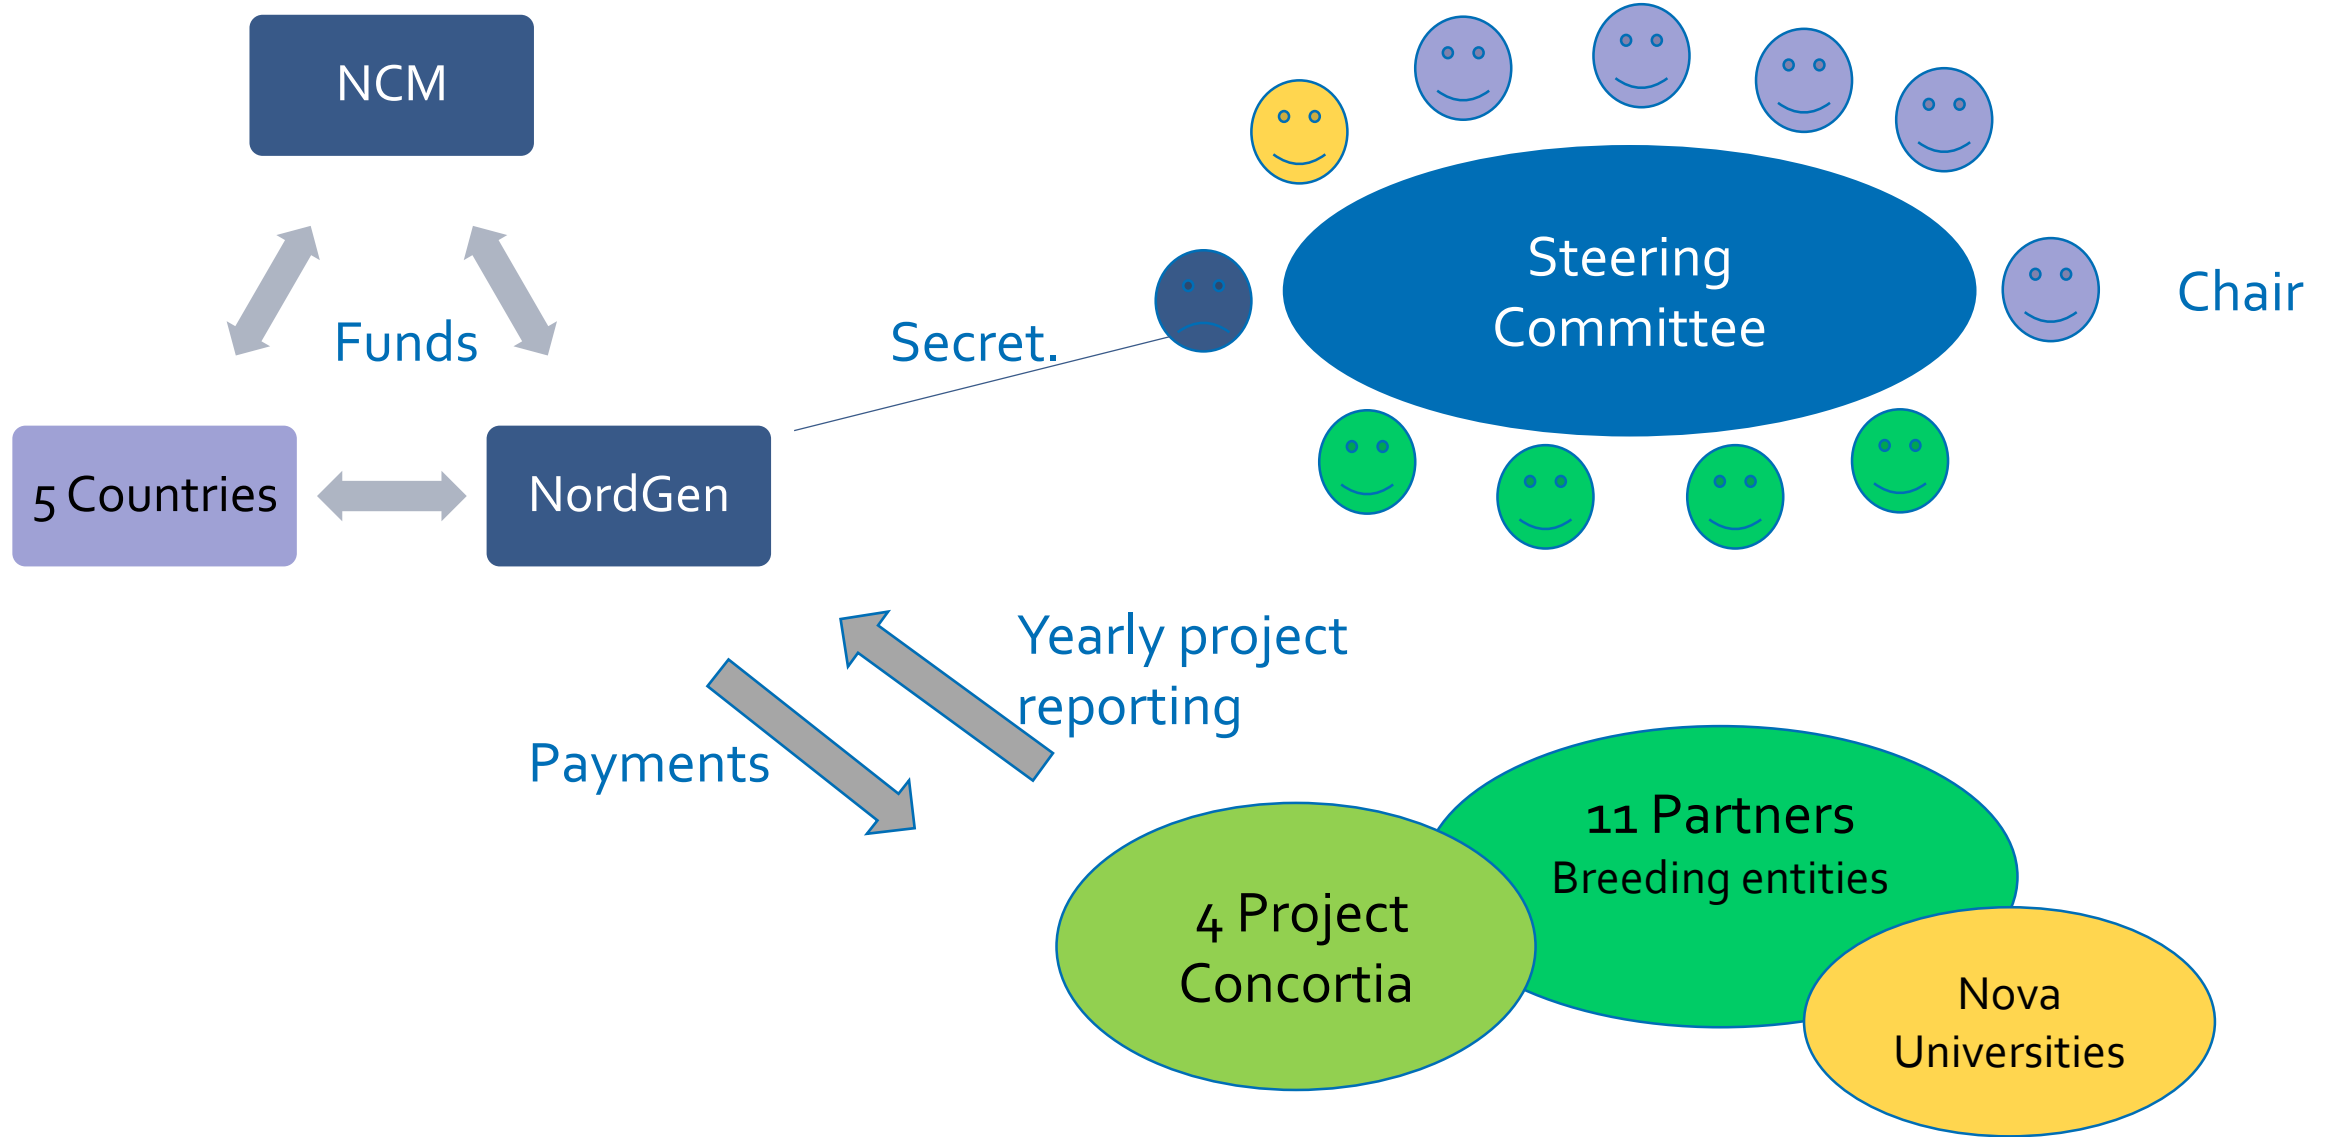 NCM
Funds
5 Countries
NordGen
Secret.
Steering
Committee
Chair
Yearly project
reporting
Payments
11 Partners
Breeding entities
4 Project
Concortia
Nova
Universities